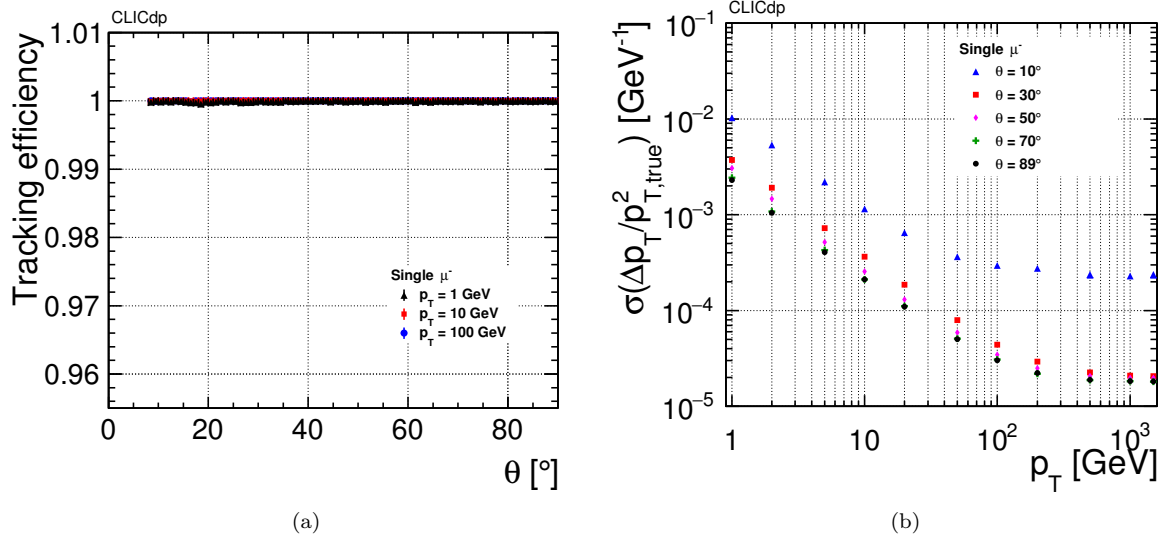 CLICdp
Tracking efficiency
1.01
1
0.99
0.98
0.97
0.96
Single μ⁻
p_T = 1 GeV
p_T = 10 GeV
p_T = 100 GeV
0 20 40 60 80
θ [°]
(a)
CLICdp
σ(Δp_T/p²_T,true) [GeV⁻¹]
10⁻¹
10⁻²
10⁻³
10⁻⁴
10⁻⁵
Single μ⁻
θ = 10°
θ = 30°
θ = 50°
θ = 70°
θ = 89°
1 10 10² 10³
p_T [GeV]
(b)